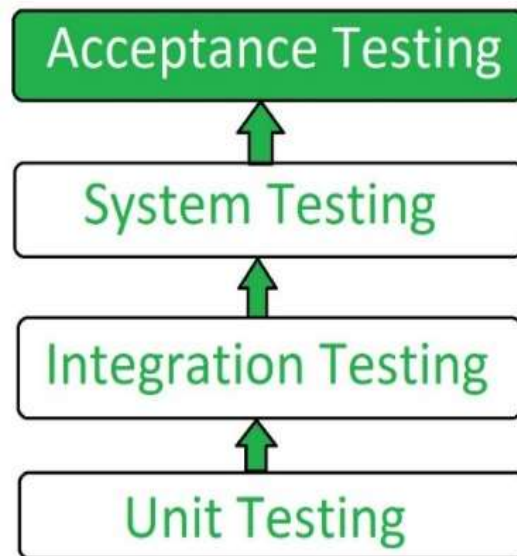 Acceptance Testing
System Testing
Integration Testing
Unit Testing